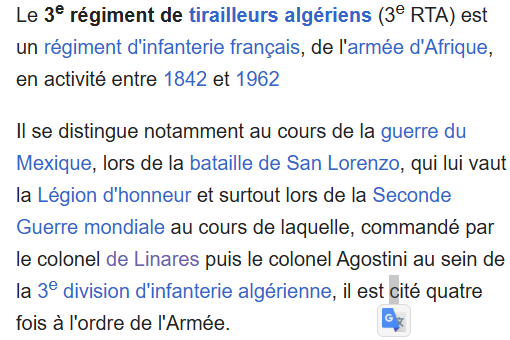 Le 3e régiment de tirailleurs algériens (3e RTA) est
un régiment d'infanterie français, de l'armée d'Afrique,
en activité entre 1842 et 1962
Il se distingue notamment au cours de la guerre du
Mexique, lors de la bataille de San Lorenzo, qui lui vaut
la Légion d'honneur et surtout lors de la Seconde
Guerre mondiale au cours de laquelle, commandé par
le colonel de Linares puis le colonel Agostini au sein de
la 3e division d'infanterie algérienne, il est cité quatre
fois à l'ordre de l'Armée.